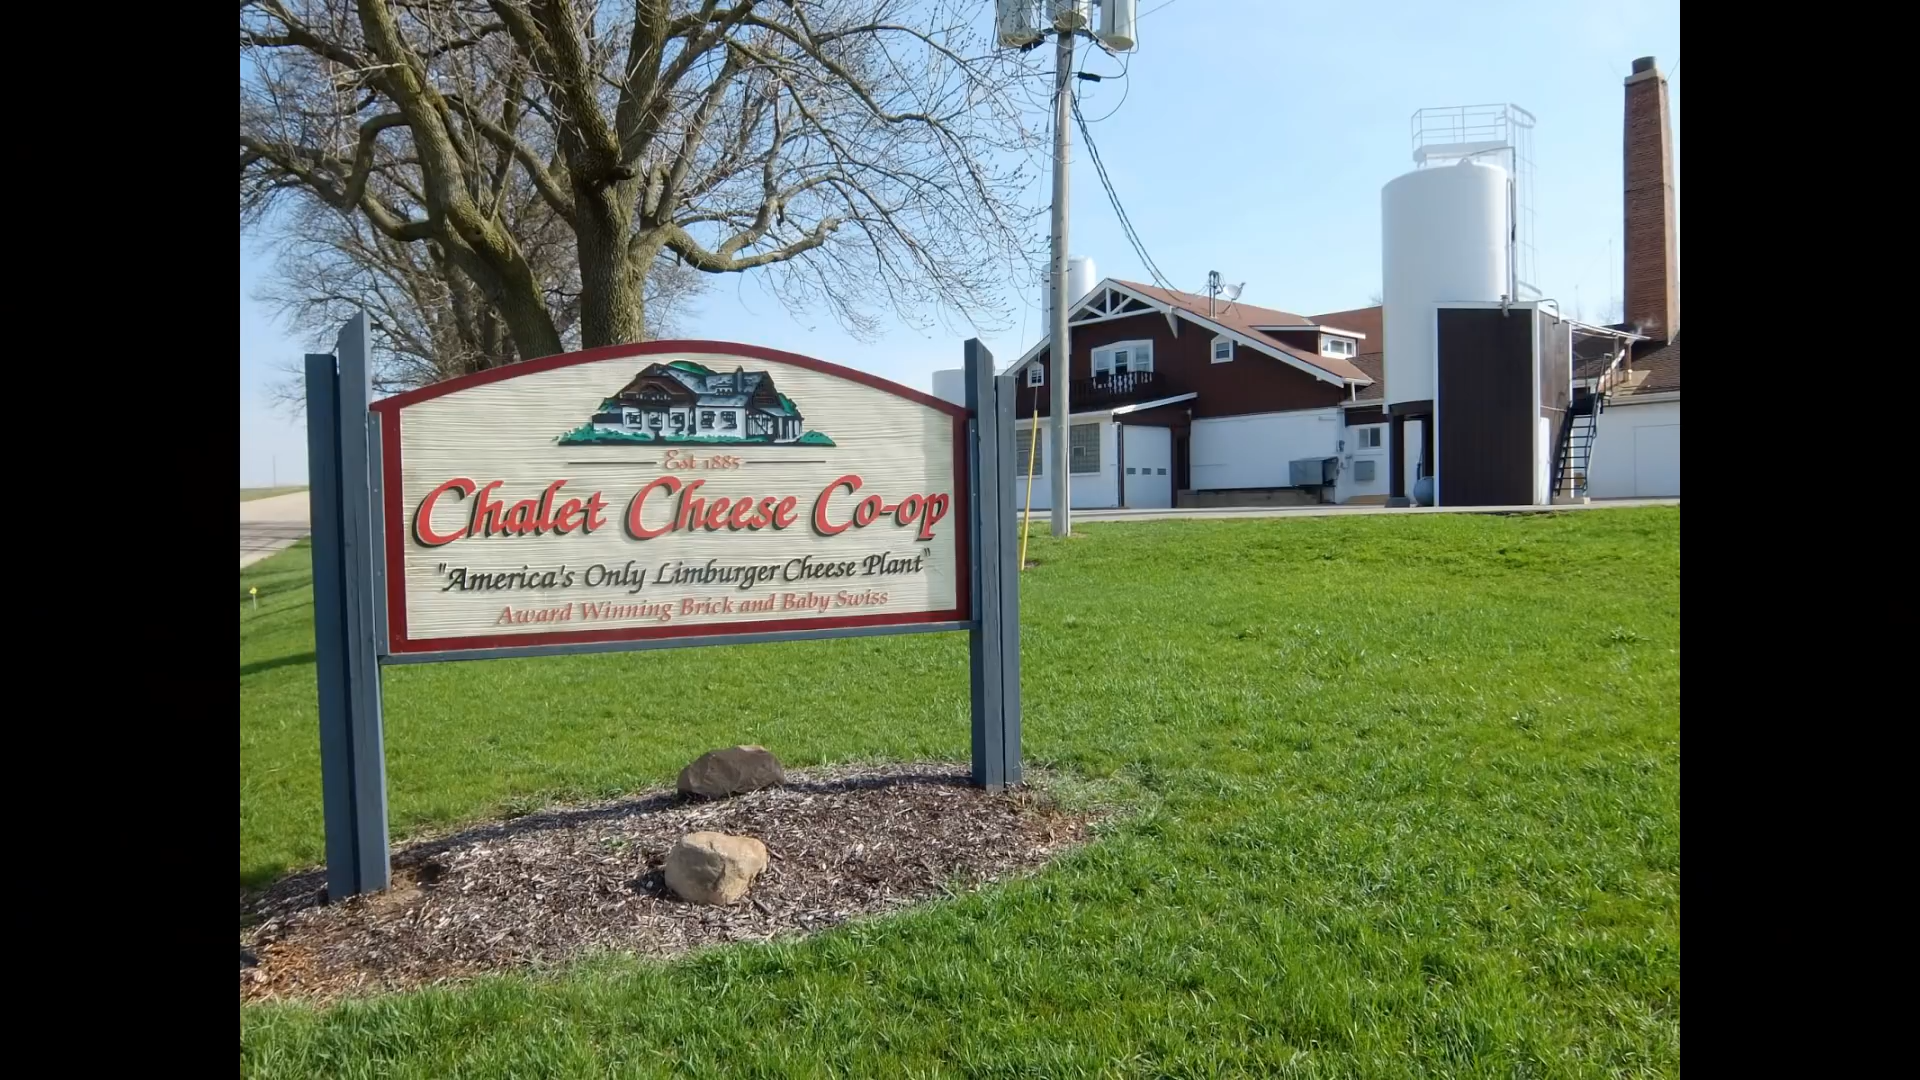 Est 1885
Chalet Cheese Co-op
"America's Only Limburger Cheese Plant"
Award Winning Brick and Baby Swiss